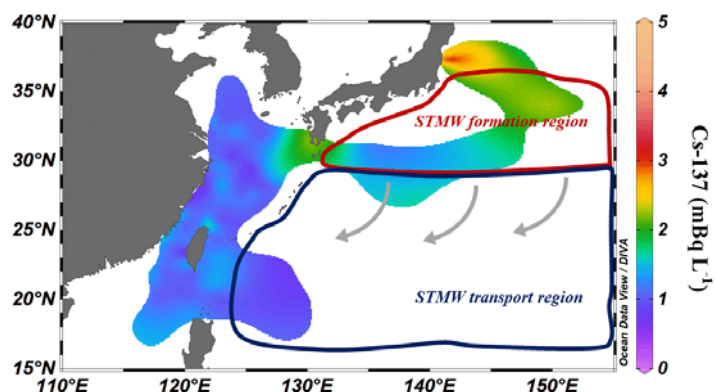 40°N
35°N
30°N
25°N
20°N
15°N
110°E
120°E
130°E
140°E
150°E
STMW formation region
STMW transport region
Ocean Data View / DIVA
5
4
3
2
1
0
Cs-137 (mBq L⁻¹)